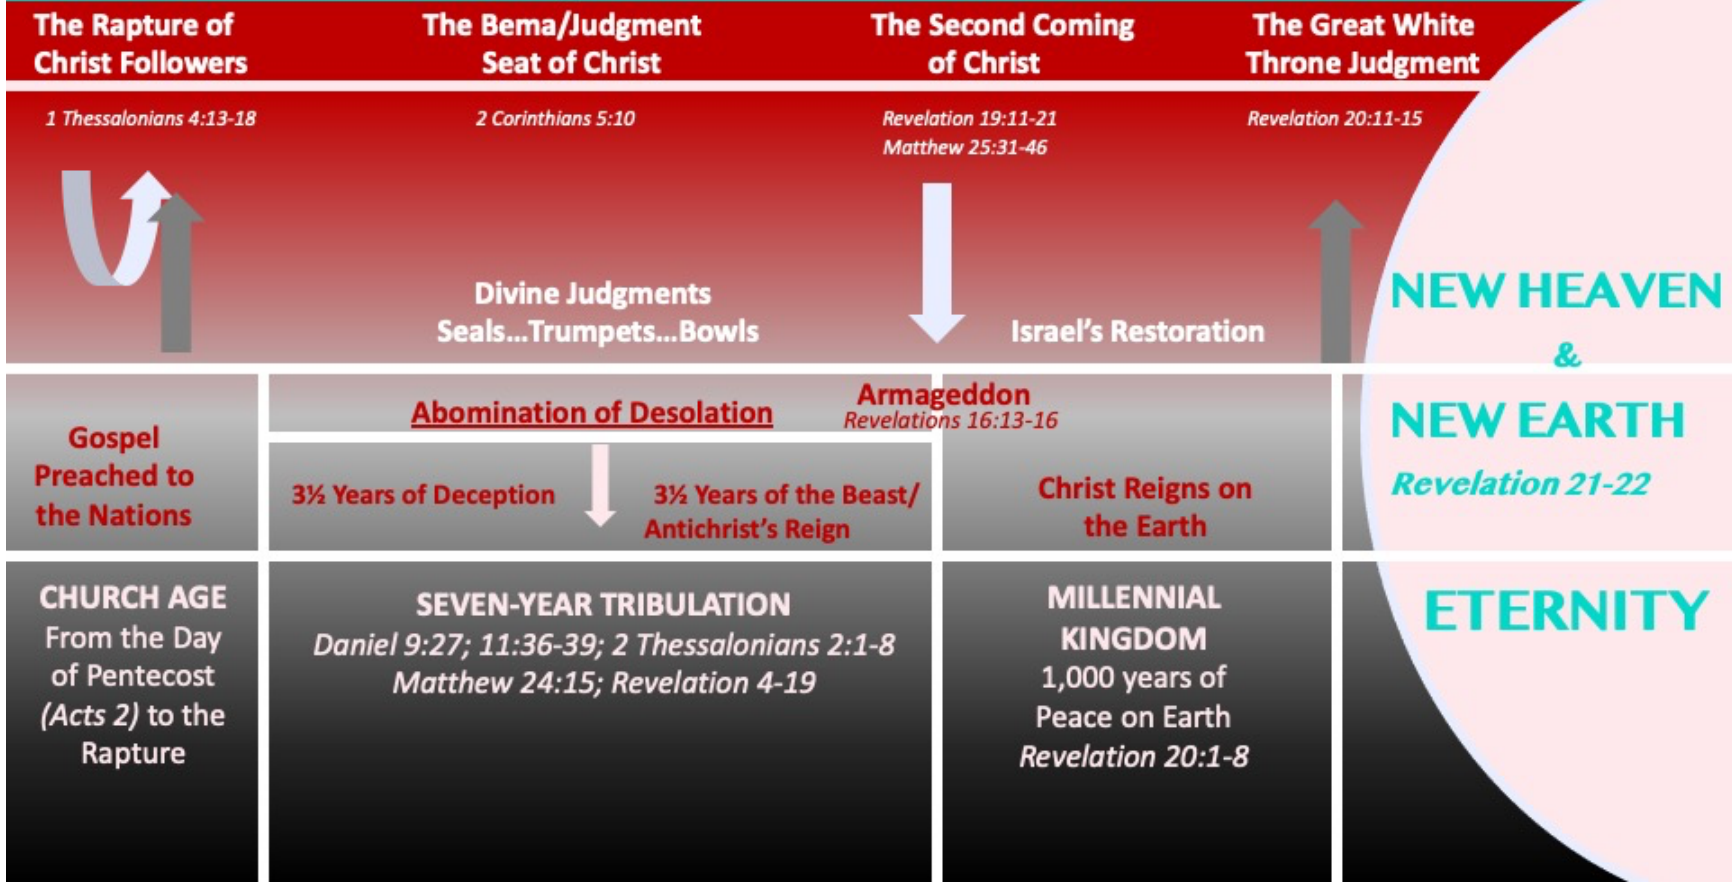 The Rapture of
Christ Followers
The Bema/Judgment
Seat of Christ
The Second Coming
of Christ
The Great White
Throne Judgment
1 Thessalonians 4:13-18
2 Corinthians 5:10
Revelation 19:11-21
Matthew 25:31-46
Revelation 20:11-15
Divine Judgments
Seals...Trumpets...Bowls
Israel's Restoration
NEW HEAVEN
&
NEW EARTH
Revelation 21-22
Gospel
Preached to
the Nations
Abomination of Desolation
Armageddon
Revelations 16:13-16
3½ Years of Deception
3½ Years of the Beast/
Antichrist's Reign
Christ Reigns on
the Earth
CHURCH AGE
From the Day
of Pentecost
(Acts 2) to the
Rapture
SEVEN-YEAR TRIBULATION
Daniel 9:27; 11:36-39; 2 Thessalonians 2:1-8
Matthew 24:15; Revelation 4-19
MILLENNIAL
KINGDOM
1,000 years of
Peace on Earth
Revelation 20:1-8
ETERNITY